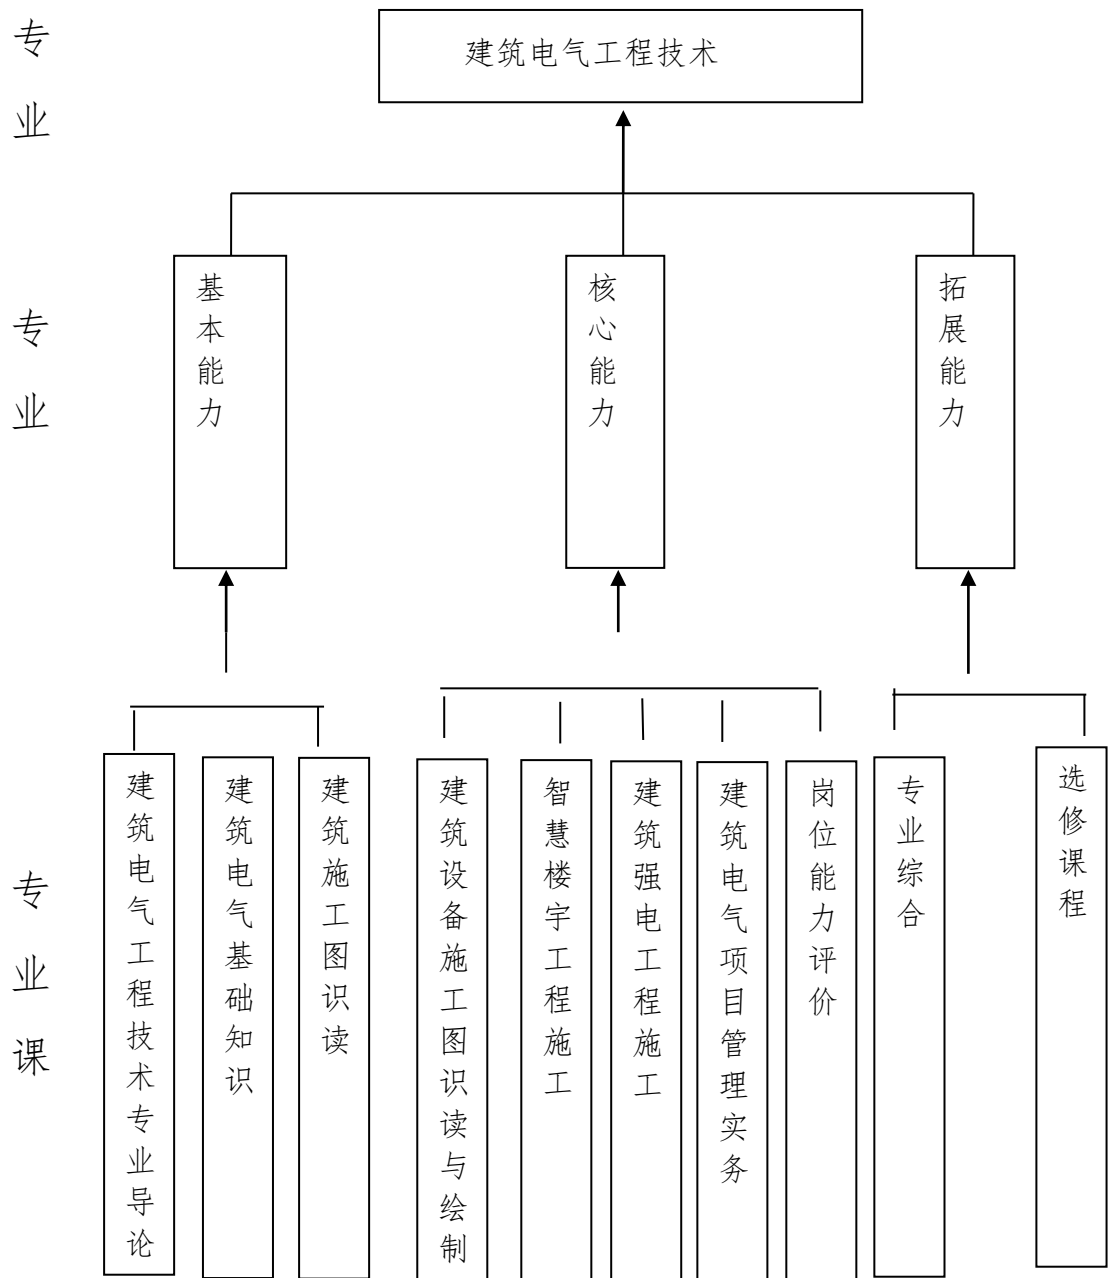 专业
建筑电气工程技术
专业
基本能力
核心能力
拓展能力
专业课
建筑电气工程技术专业导论
建筑电气基础知识
建筑施工图识读
建筑设备施工图识读与绘制
智慧楼宇工程施工
建筑强电工程施工
建筑电气项目管理实务
岗位能力评价
专业综合
选修课程